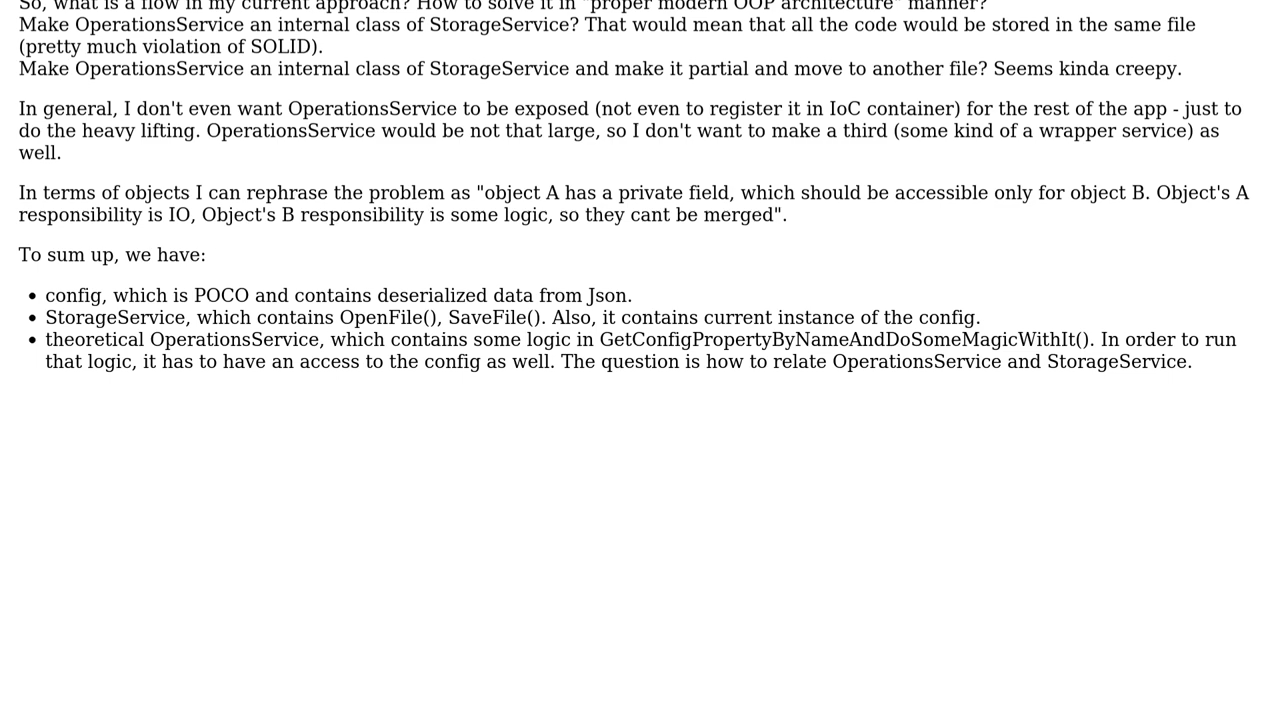 So, what is a flow in my current approach? How to solve it in "proper modern OOP architecture" manner?
Make OperationsService an internal class of StorageService? That would mean that all the code would be stored in the same file
(pretty much violation of SOLID).
Make OperationsService an internal class of StorageService and make it partial and move to another file? Seems kinda creepy.
In general, I don't even want OperationsService to be exposed (not even to register it in IoC container) for the rest of the app - just to
do the heavy lifting. OperationsService would be not that large, so I don't want to make a third (some kind of a wrapper service) as
well.
In terms of objects I can rephrase the problem as "object A has a private field, which should be accessible only for object B. Object's A
responsibility is IO, Object's B responsibility is some logic, so they cant be merged".
To sum up, we have:
• config, which is POCO and contains deserialized data from Json.
• StorageService, which contains OpenFile(), SaveFile(). Also, it contains current instance of the config.
• theoretical OperationsService, which contains some logic in GetConfigPropertyByNameAndDoSomeMagicWithIt(). In order to run
that logic, it has to have an access to the config as well. The question is how to relate OperationsService and StorageService.